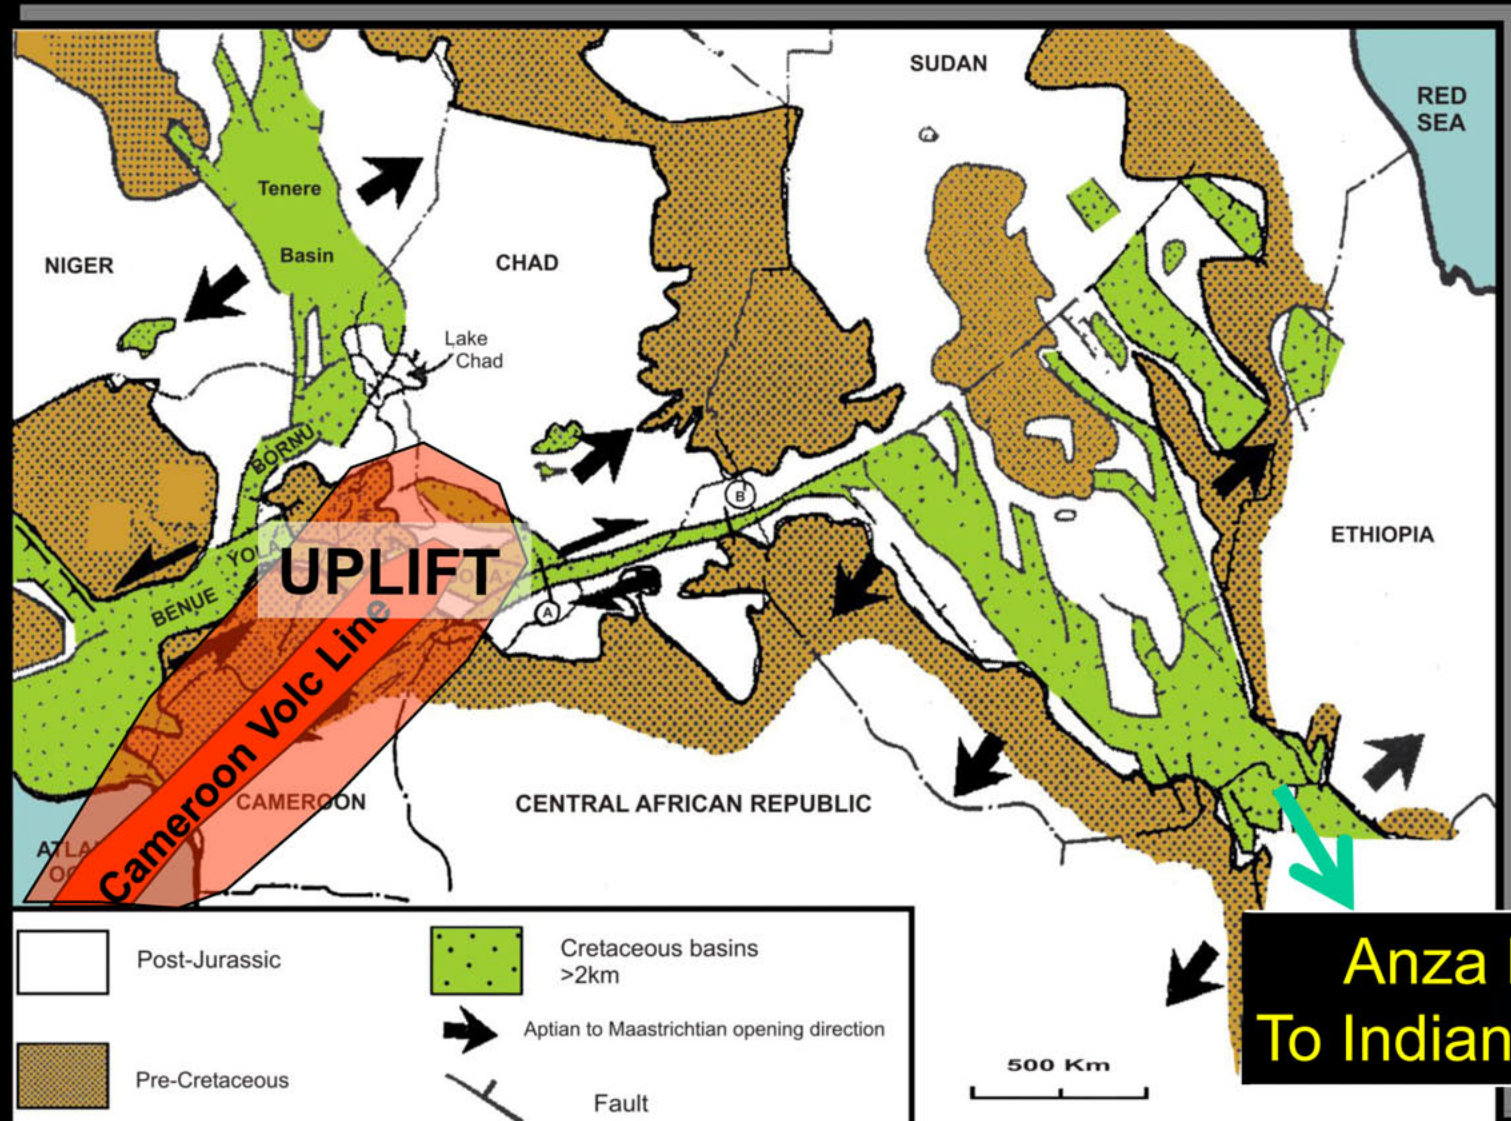 SUDAN
RED
SEA
Tenere
Basin
NIGER
CHAD
Lake
Chad
BORNU
B
ETHIOPIA
YOLA
UPLIFT
BENUE
A
Cameroon Volc Line
CAMEROON
CENTRAL AFRICAN REPUBLIC
Post-Jurassic
Cretaceous basins
>2km
Aptian to Maastrichtian opening direction
Pre-Cretaceous
Fault
500 Km
Anza
To Indian